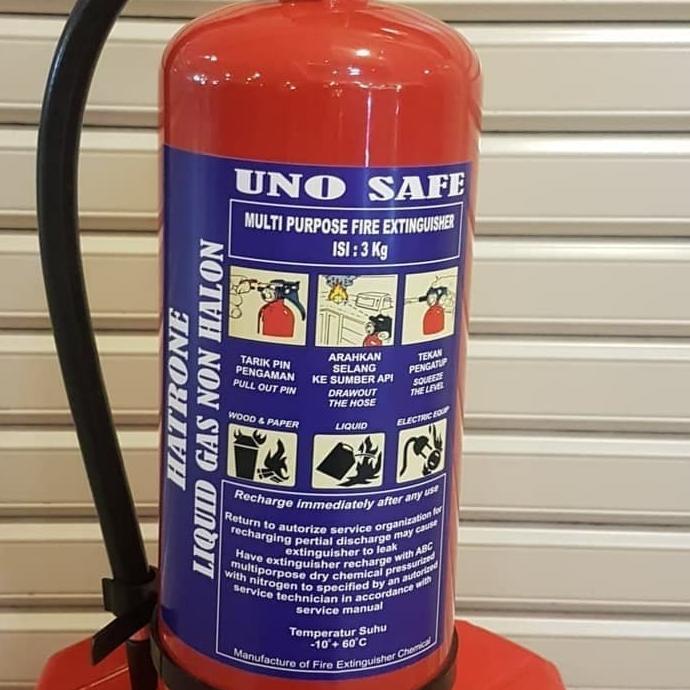 UNO SAFE
MULTI PURPOSE FIRE EXTINGUISHER
ISI : 3 Kg
HATRONE
LIQUID GAS NON HALON
TARIK PIN
PENGAMAN
PULL OUT PIN
ARAHKAN
SELANG
KE SUMBER API
DRAWOUT
THE HOSE
TEKAN
PENGATUP
SQUEEZE
THE LEVEL
WOOD & PAPER
LIQUID
ELECTRIC EQUIP
Recharge immediately after any use
Return to autorize service organization for
recharging pertial discharge may cause
extinguisher to leak
Have extinguisher recharge with ABC
multiporpose dry chemical pressurized
with nitrogen to specified by an autorized
service technician in accordance with
service manual
Temperatur Suhu
-10°+ 60°C
Manufacture of Fire Extinguisher Chemical